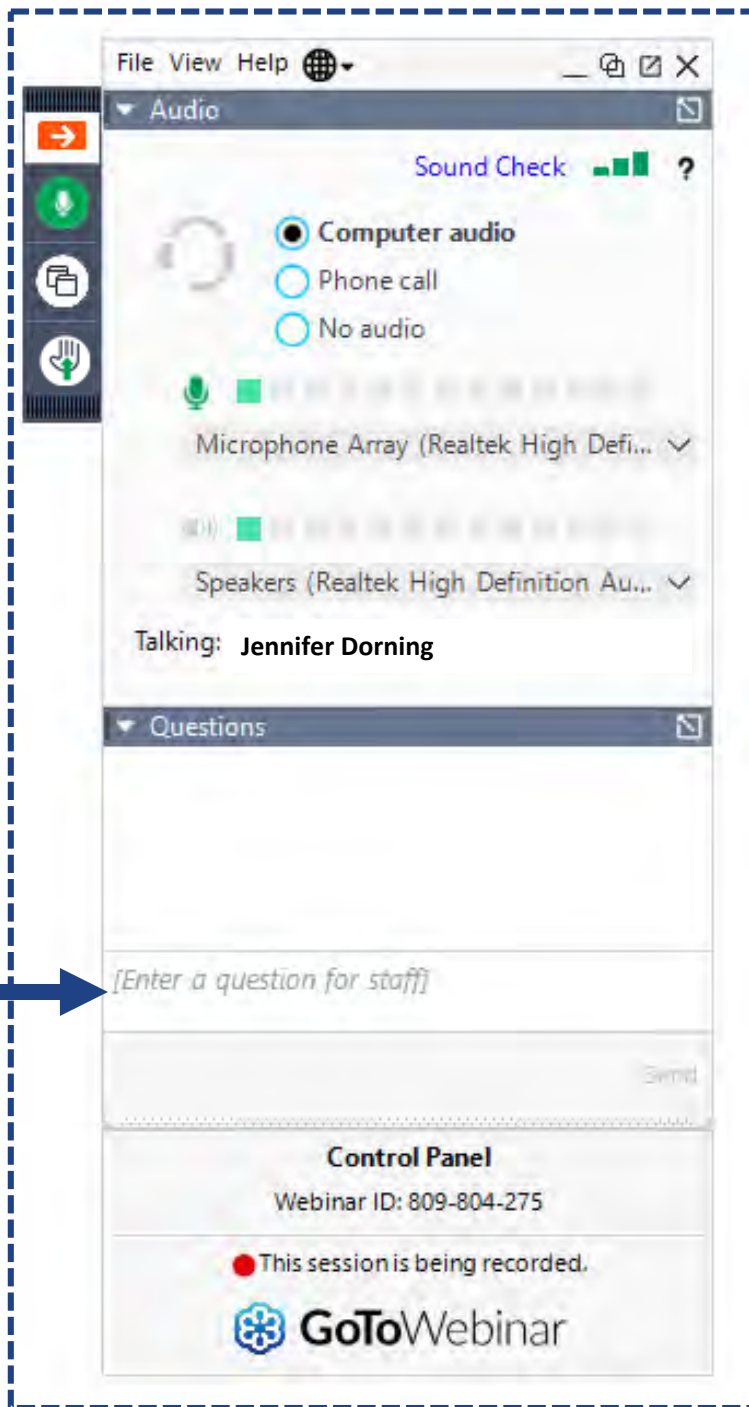 File View Help
Audio
Sound Check ?
Computer audio
Phone call
No audio
Microphone Array (Realtek High Defi...
Speakers (Realtek High Definition Au...
Talking: Jennifer Dorning
Questions
[Enter a question for staff]
Send
Control Panel
Webinar ID: 809-804-275
This session is being recorded.
GoToWebinar